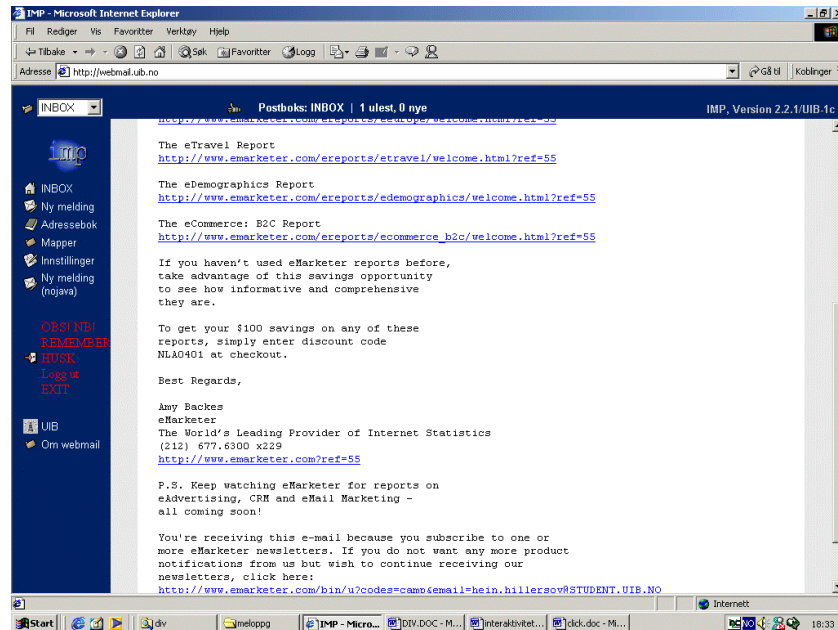 IMP - Microsoft Internet Explorer
Fil Rediger Vis Favoritter Verktøy Hjelp
Tilbake Søk Favoritter Logg
Adresse http://webmail.uib.no Gå til Koblinger
INBOX Postboks: INBOX | 1 ulest, 0 nye IMP, Version 2.2.1/UIB-1c
http://www.emarketer.com/ereports/eeurope/welcome.html?ref=55
imp
The eTravel Report
http://www.emarketer.com/ereports/etravel/welcome.html?ref=55
The eDemographics Report
http://www.emarketer.com/ereports/edemographics/welcome.html?ref=55
The eCommerce: B2C Report
http://www.emarketer.com/ereports/ecommerce_b2c/welcome.html?ref=55
If you haven't used eMarketer reports before,
take advantage of this savings opportunity
to see how informative and comprehensive
they are.
To get your $100 savings on any of these
reports, simply enter discount code
NLA0401 at checkout.
Best Regards,
Amy Backes
eMarketer
The World's Leading Provider of Internet Statistics
(212) 677.6300 x229
http://www.emarketer.com?ref=55
P.S. Keep watching eMarketer for reports on
eAdvertising, CRM and eMail Marketing -
all coming soon!
You're receiving this e-mail because you subscribe to one or
more eMarketer newsletters. If you do not want any more product
notifications from us but wish to continue receiving our
newsletters, click here:
http://www.emarketer.com/bin/u?codes=camp&email=hein.hillersoy@STUDENT.UIB.NO
INBOX
Ny melding
Adressebok
Mapper
Innstillinger
Ny melding
(nojava)
OBS! NB!
REMEMBER
HUSK
Logg ut
EXIT
UIB
Om webmail
Internett
Start div meloppg IMP - Micro... DIV.DOC - M... interaktivitet... click.doc - Mi... NO 18:33